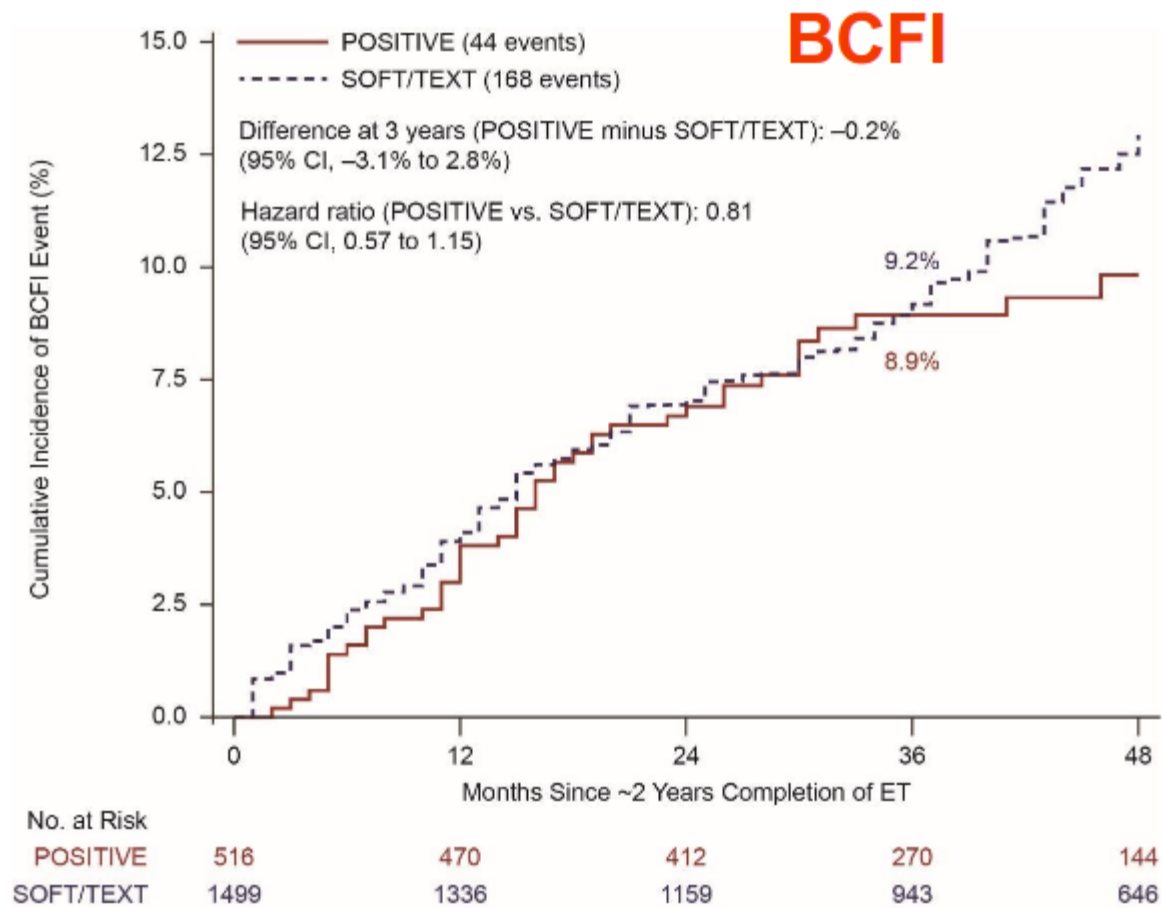 BCFI
POSITIVE (44 events)
SOFT/TEXT (168 events)
Difference at 3 years (POSITIVE minus SOFT/TEXT): –0.2%
(95% CI, –3.1% to 2.8%)
Hazard ratio (POSITIVE vs. SOFT/TEXT): 0.81
(95% CI, 0.57 to 1.15)
Cumulative Incidence of BCFI Event (%)
15.0
12.5
10.0
7.5
5.0
2.5
0.0
9.2%
8.9%
0 12 24 36 48
Months Since ~2 Years Completion of ET
No. at Risk
POSITIVE 516 470 412 270 144
SOFT/TEXT 1499 1336 1159 943 646